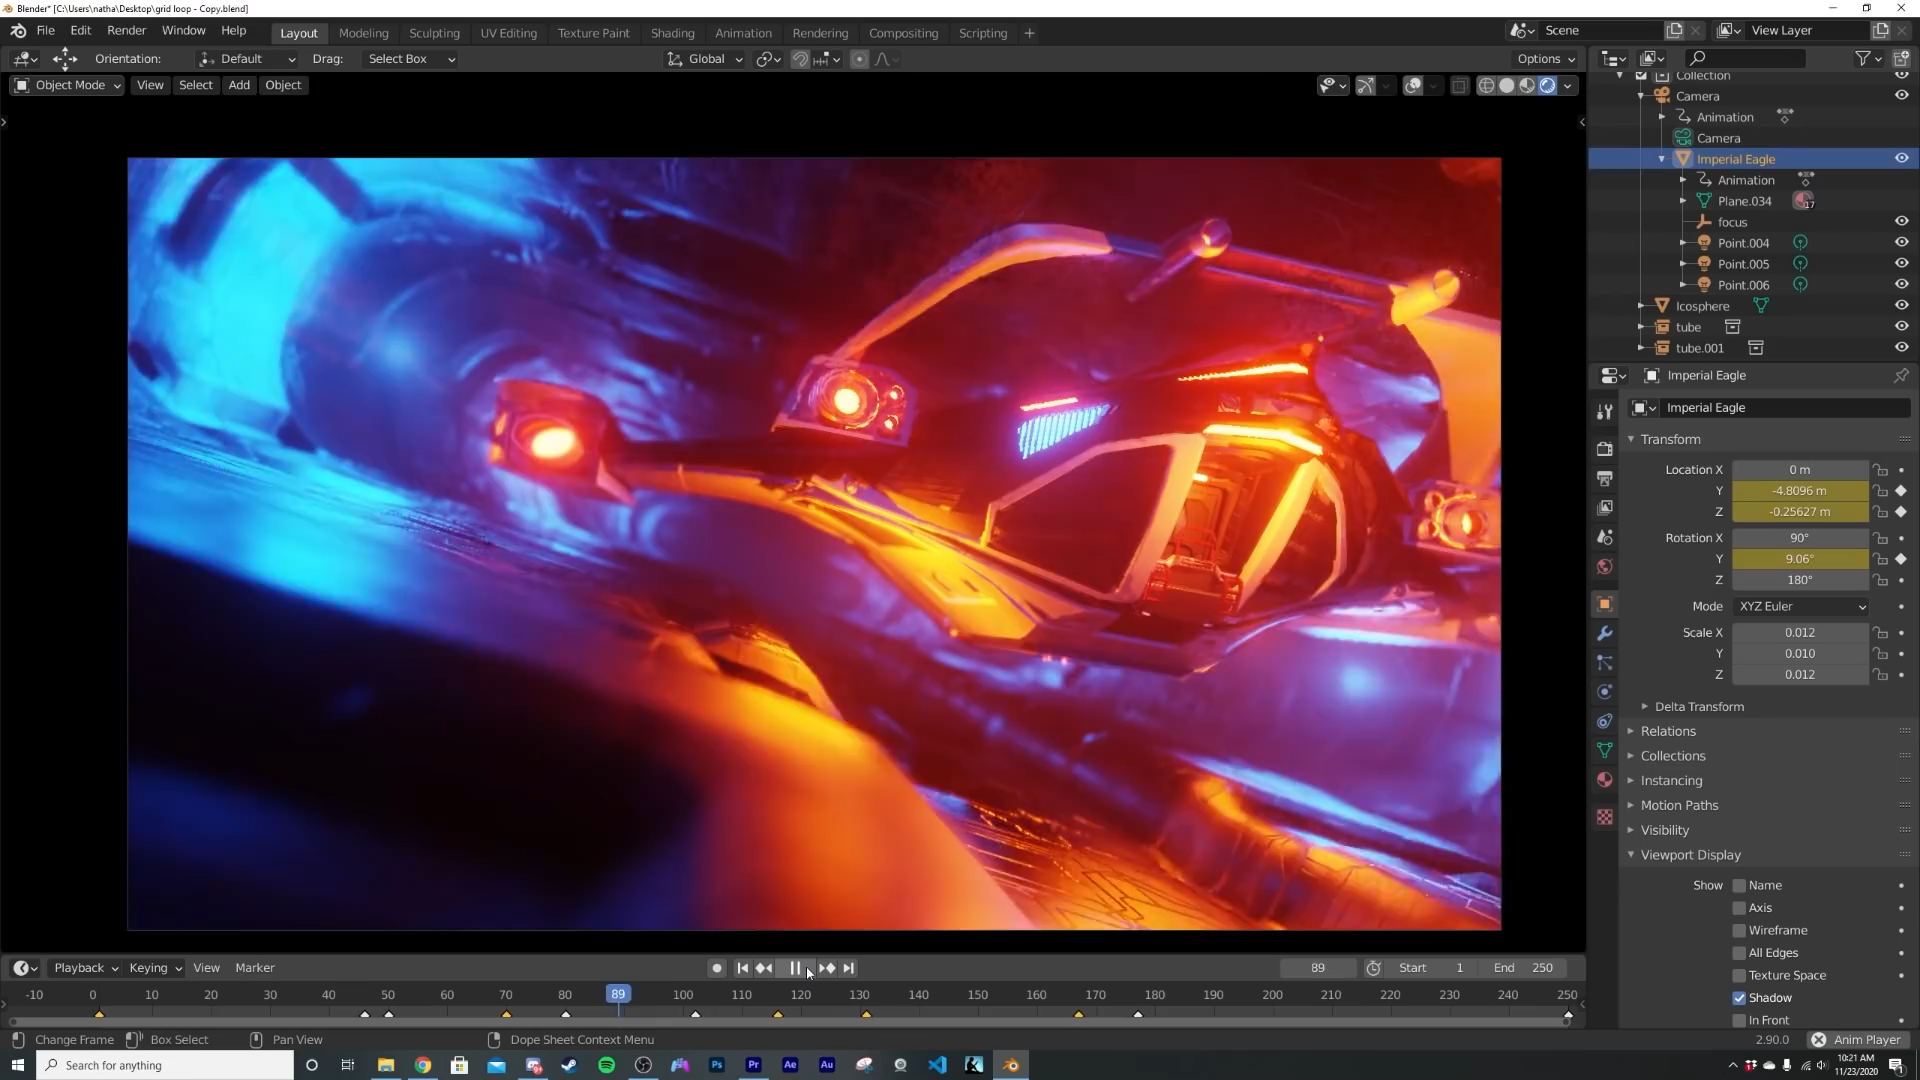 Blender* [C:\Users\natha\Desktop\grid loop - Copy.blend]
File Edit Render Window Help Layout Modeling Sculpting UV Editing Texture Paint Shading Animation Rendering Compositing Scripting + Scene View Layer
Orientation: Default Drag: Select Box Global Options
Object Mode View Select Add Object
Collection
Camera
Animation
Camera
Imperial Eagle
Animation
Plane.034 17
focus
Point.004
Point.005
Point.006
Icosphere
tube
tube.001
Imperial Eagle
Imperial Eagle
Transform
Location X 0 m
Y -4.8096 m
Z -0.25627 m
Rotation X 90°
Y 9.06°
Z 180°
Mode XYZ Euler
Scale X 0.012
Y 0.010
Z 0.012
Delta Transform
Relations
Collections
Instancing
Motion Paths
Visibility
Viewport Display
Show Name
Axis
Wireframe
All Edges
Texture Space
Shadow
In Front
Playback Keying View Marker 89 Start 1 End 250
-10 0 10 20 30 40 50 60 70 80 89 100 110 120 130 140 150 160 170 180 190 200 210 220 230 240 250
Change Frame Box Select Pan View Dope Sheet Context Menu 2.90.0 Anim Player
Search for anything Ps Pr Ae Au 10:21 AM
11/23/2020